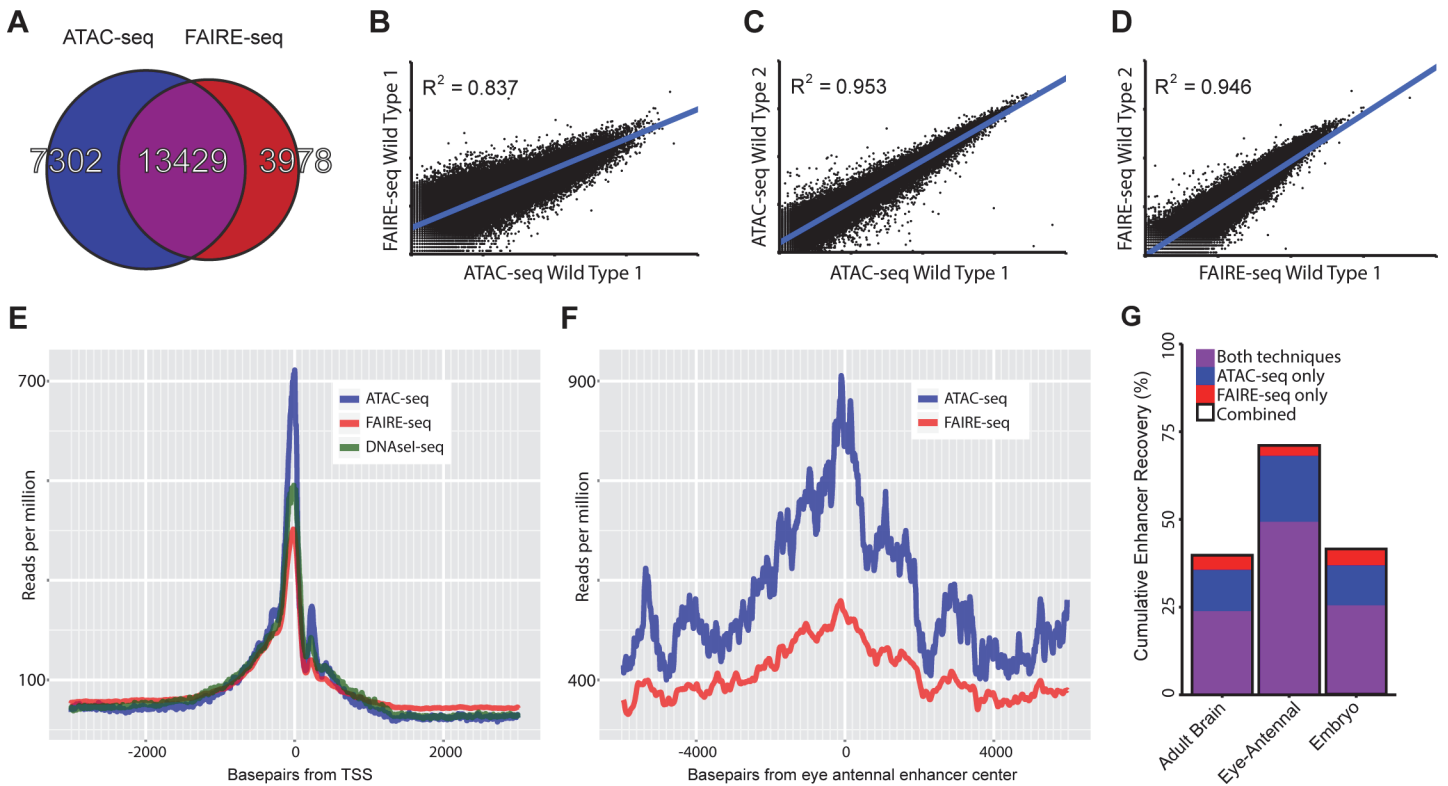 A
ATAC-seq
FAIRE-seq
7302
13429
3978
B
R² = 0.837
FAIRE-seq Wild Type 1
ATAC-seq Wild Type 1
C
R² = 0.953
ATAC-seq Wild Type 2
ATAC-seq Wild Type 1
D
R² = 0.946
FAIRE-seq Wild Type 2
FAIRE-seq Wild Type 1
E
700
100
Reads per million
ATAC-seq
FAIRE-seq
DNAseI-seq
-2000
0
2000
Basepairs from TSS
F
900
400
Reads per million
ATAC-seq
FAIRE-seq
-4000
0
4000
Basepairs from eye antennal enhancer center
G
Cumulative Enhancer Recovery (%)
100
75
50
25
0
Both techniques
ATAC-seq only
FAIRE-seq only
Combined
Adult Brain
Eye-Antennal
Embryo